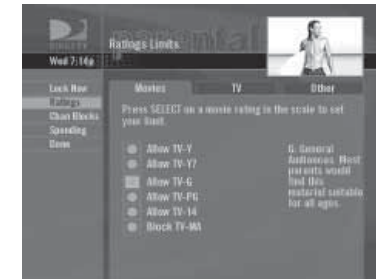 DIRECTV
parental
Ratings Limits
Wed 7:14p
Lock Now
Ratings
Chan Blocks
Spending
Done
Movies
TV
Other
Press SELECT on a movie rating in the scale to set
your limit.
Allow TV-Y
Allow TV-Y7
Allow TV-G
Allow TV-PG
Allow TV-14
Block TV-MA
G: General
Audiences. Most
parents would
find this
material suitable
for all ages.